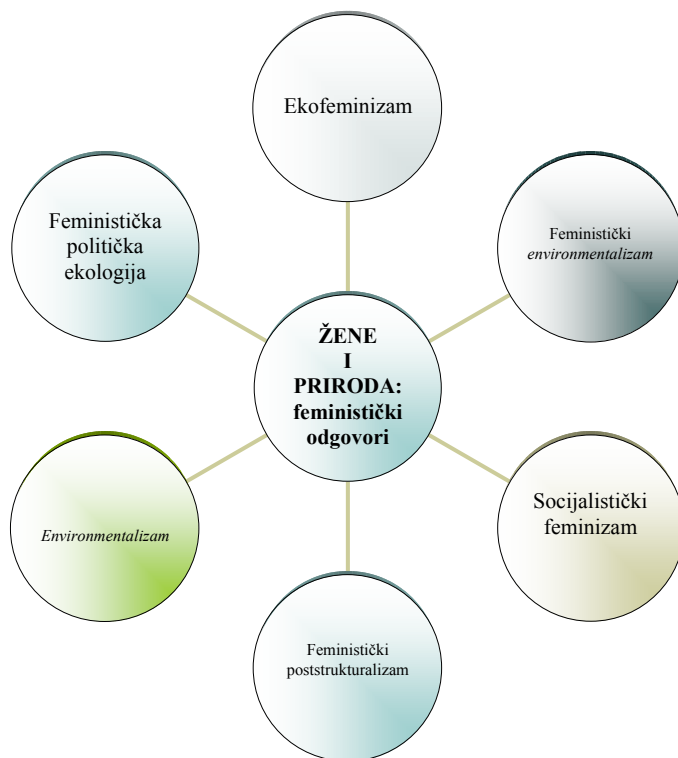 Ekofeminizam
Feministička
politička
ekologija
Feministički
environmentalizam
ŽENE
I
PRIRODA:
feministički
odgovori
Environmentalizam
Socijalistički
feminizam
Feministički
poststrukturalizam